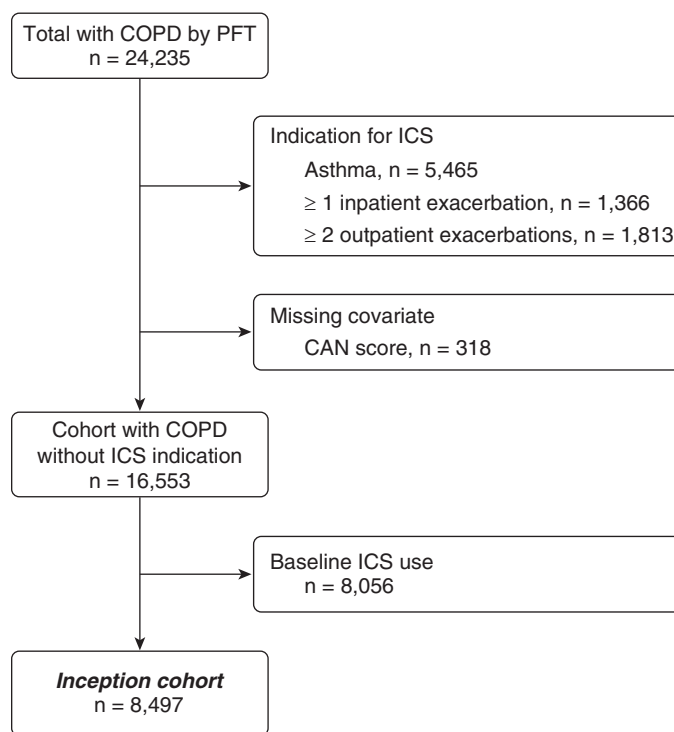 Total with COPD by PFT
n = 24,235
Indication for ICS
Asthma, n = 5,465
≥ 1 inpatient exacerbation, n = 1,366
≥ 2 outpatient exacerbations, n = 1,813
Missing covariate
CAN score, n = 318
Cohort with COPD
without ICS indication
n = 16,553
Baseline ICS use
n = 8,056
Inception cohort
n = 8,497